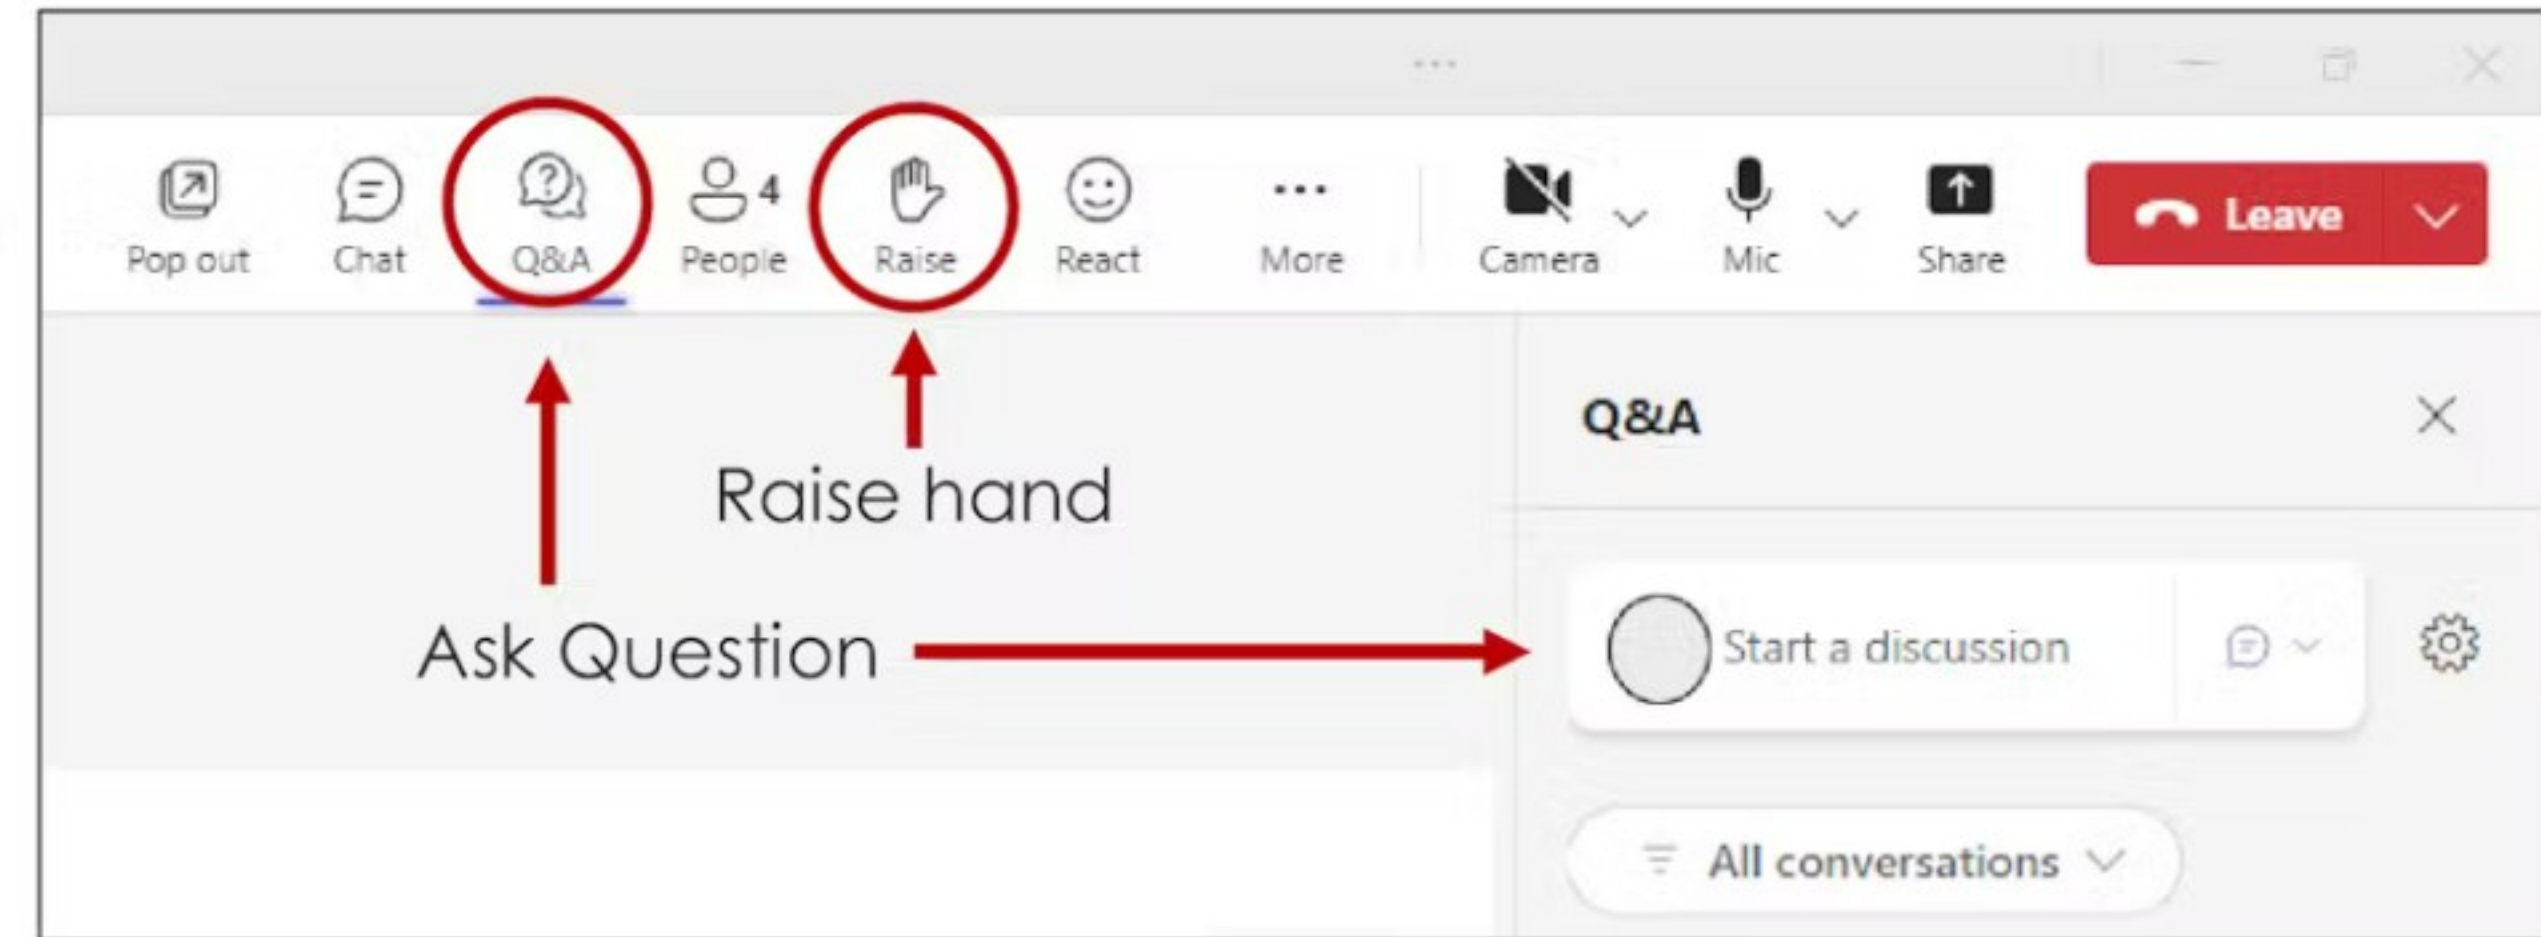 4
Pop out Chat Q&A People Raise React More Camera Mic Share Leave
Q&A
Raise hand
Ask Question
Start a discussion
All conversations